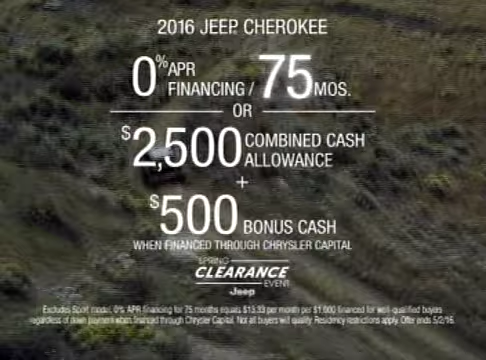 2016 JEEP CHEROKEE
0% APR FINANCING / 75 MOS.
OR
$2,500 COMBINED CASH ALLOWANCE
+
$500 BONUS CASH
WHEN FINANCED THROUGH CHRYSLER CAPITAL
SPRING
CLEARANCE
EVENT
Jeep
Excludes Sport model. 0% APR financing for 75 months equals $13.33 per month per $1,000 financed for well-qualified buyers
regardless of down payment when financed through Chrysler Capital. Not all buyers will qualify. Residency restrictions apply. Offer ends 5/2/16.